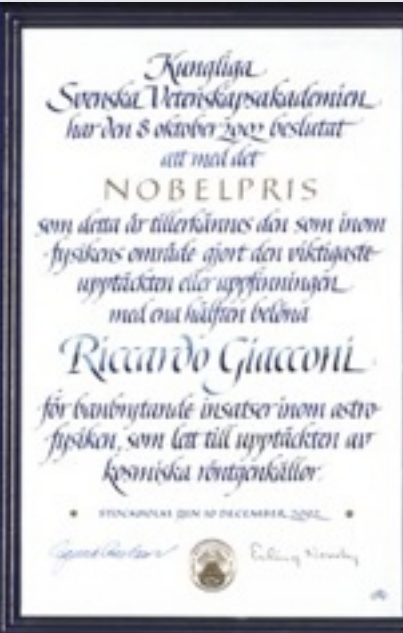 Kungliga
Svenska Vetenskapsakademien
har den 8 oktober 2002 beslutat
att med det
NOBELPRIS
som detta år tillerkännes den som inom
fysikens område gjort den viktigaste
upptäckten eller uppfinningen
med ena hälften belöna
Riccardo Giacconi
för banbrytande insatser inom astro-
fysiken, som lett till upptäckten av
kosmiska röntgenkällor.
STOCKHOLM DEN 10 DECEMBER 2002
Erling Norrby